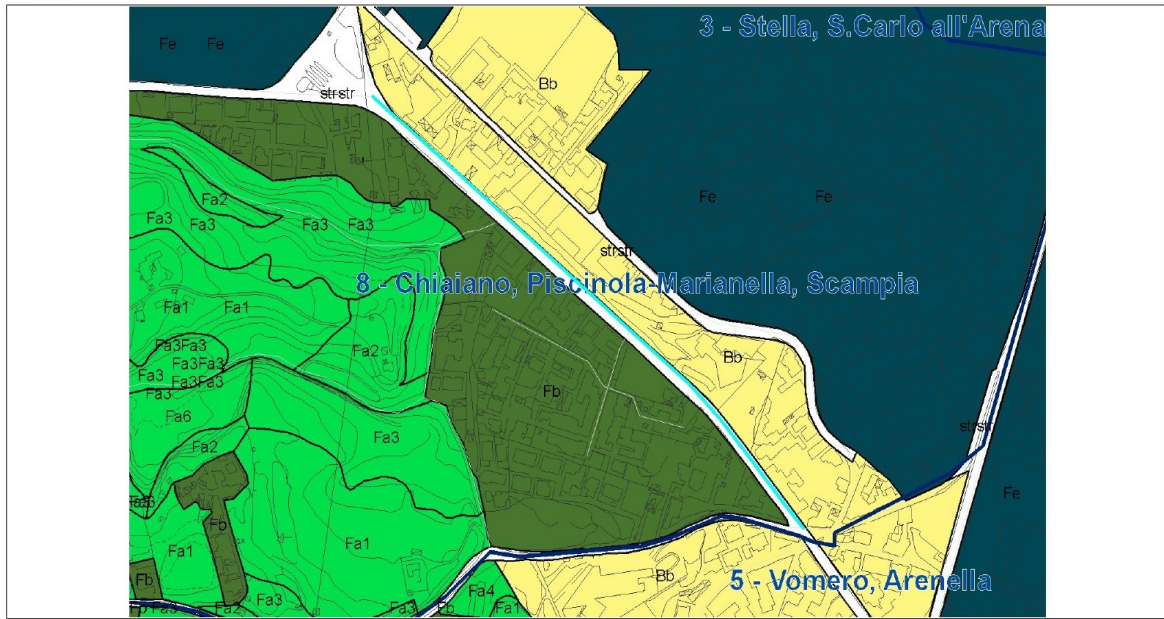 3 - Stella, S.Carlo all'Arena
Fe Fe
Bb
strstr
Fa2
Fe Fe
Fa3 Fa3 Fa3 Fa3
strstr
8 - Chiaiano, Piscinola-Marianella, Scampia
Fa1 Fa1
Fa3Fa3
Fa2
Bb
Fa3Fa3
Fa3
Fa3Fa3
Fa3
Fb
Fa6
strstr
Fa3
Fa2
Fe
Fb
Fa1 Fa1
Fb
Bb
5 - Vomero, Arenella
Fa4
Fa3
Fa3 Fa2 Fa3 Fb Fa1